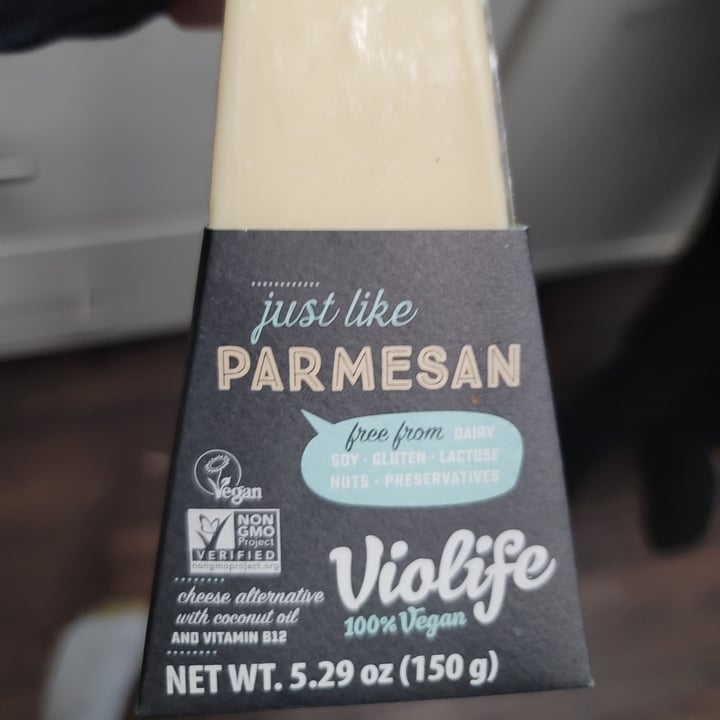 just like
PARMESAN
free from DAIRY
SOY · GLUTEN · LACTOSE
NUTS · PRESERVATIVES
Vegan
NON
GMO
Project
VERIFIED
nongmoproject.org
Violife
100% Vegan
cheese alternative
with coconut oil
AND VITAMIN B12
NET WT. 5.29 oz (150 g)